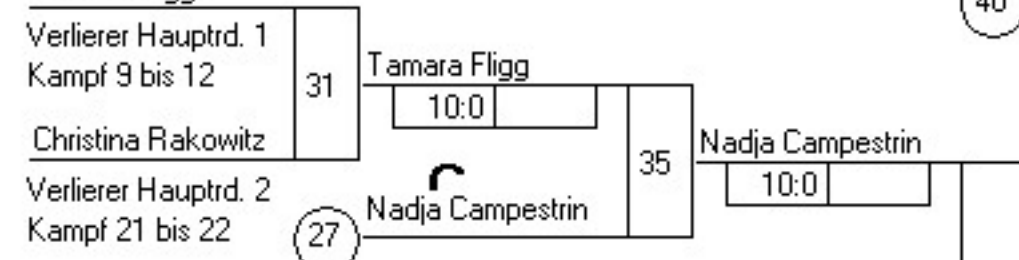 Verlierer Hauptrd. 1
Kampf 9 bis 12
31
Tamara Fligg
10:0
Christina Rakowitz
35
Nadja Campestrin
10:0
Verlierer Hauptrd. 2
Kampf 21 bis 22
27
Nadja Campestrin